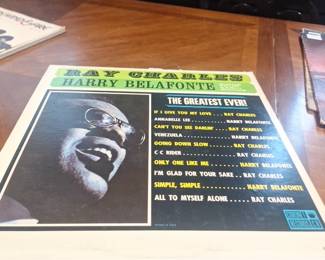 RAY CHARLES
HARRY BELAFONTE
THE GREATEST EVER!
IF I GIVE YOU MY LOVE ... RAY CHARLES
ANNABELLE LEE ... HARRY BELAFONTE
CAN'T YOU SEE DARLIN' ... RAY CHARLES
VENEZUELA ... HARRY BELAFONTE
GOING DOWN SLOW ... RAY CHARLES
C C RIDER ... RAY CHARLES
ONLY ONE LIKE ME ... HARRY BELAFONTE
I'M GLAD FOR YOUR SAKE .. RAY CHARLES
SIMPLE, SIMPLE ... HARRY BELAFONTE
ALL TO MYSELF ALONE .... RAY CHARLES